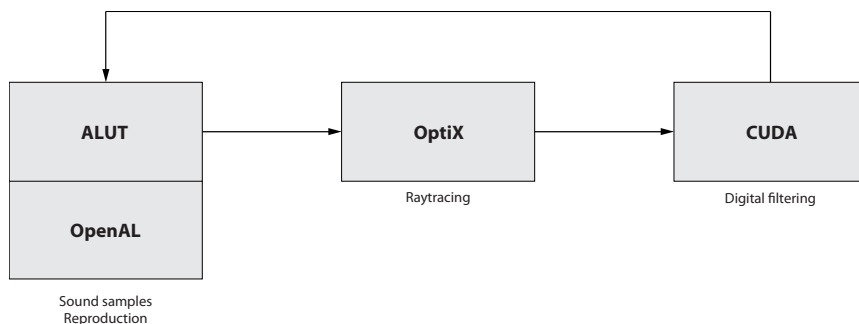 ALUT
OptiX
CUDA
Raytracing
Digital filtering
OpenAL
Sound samples
Reproduction